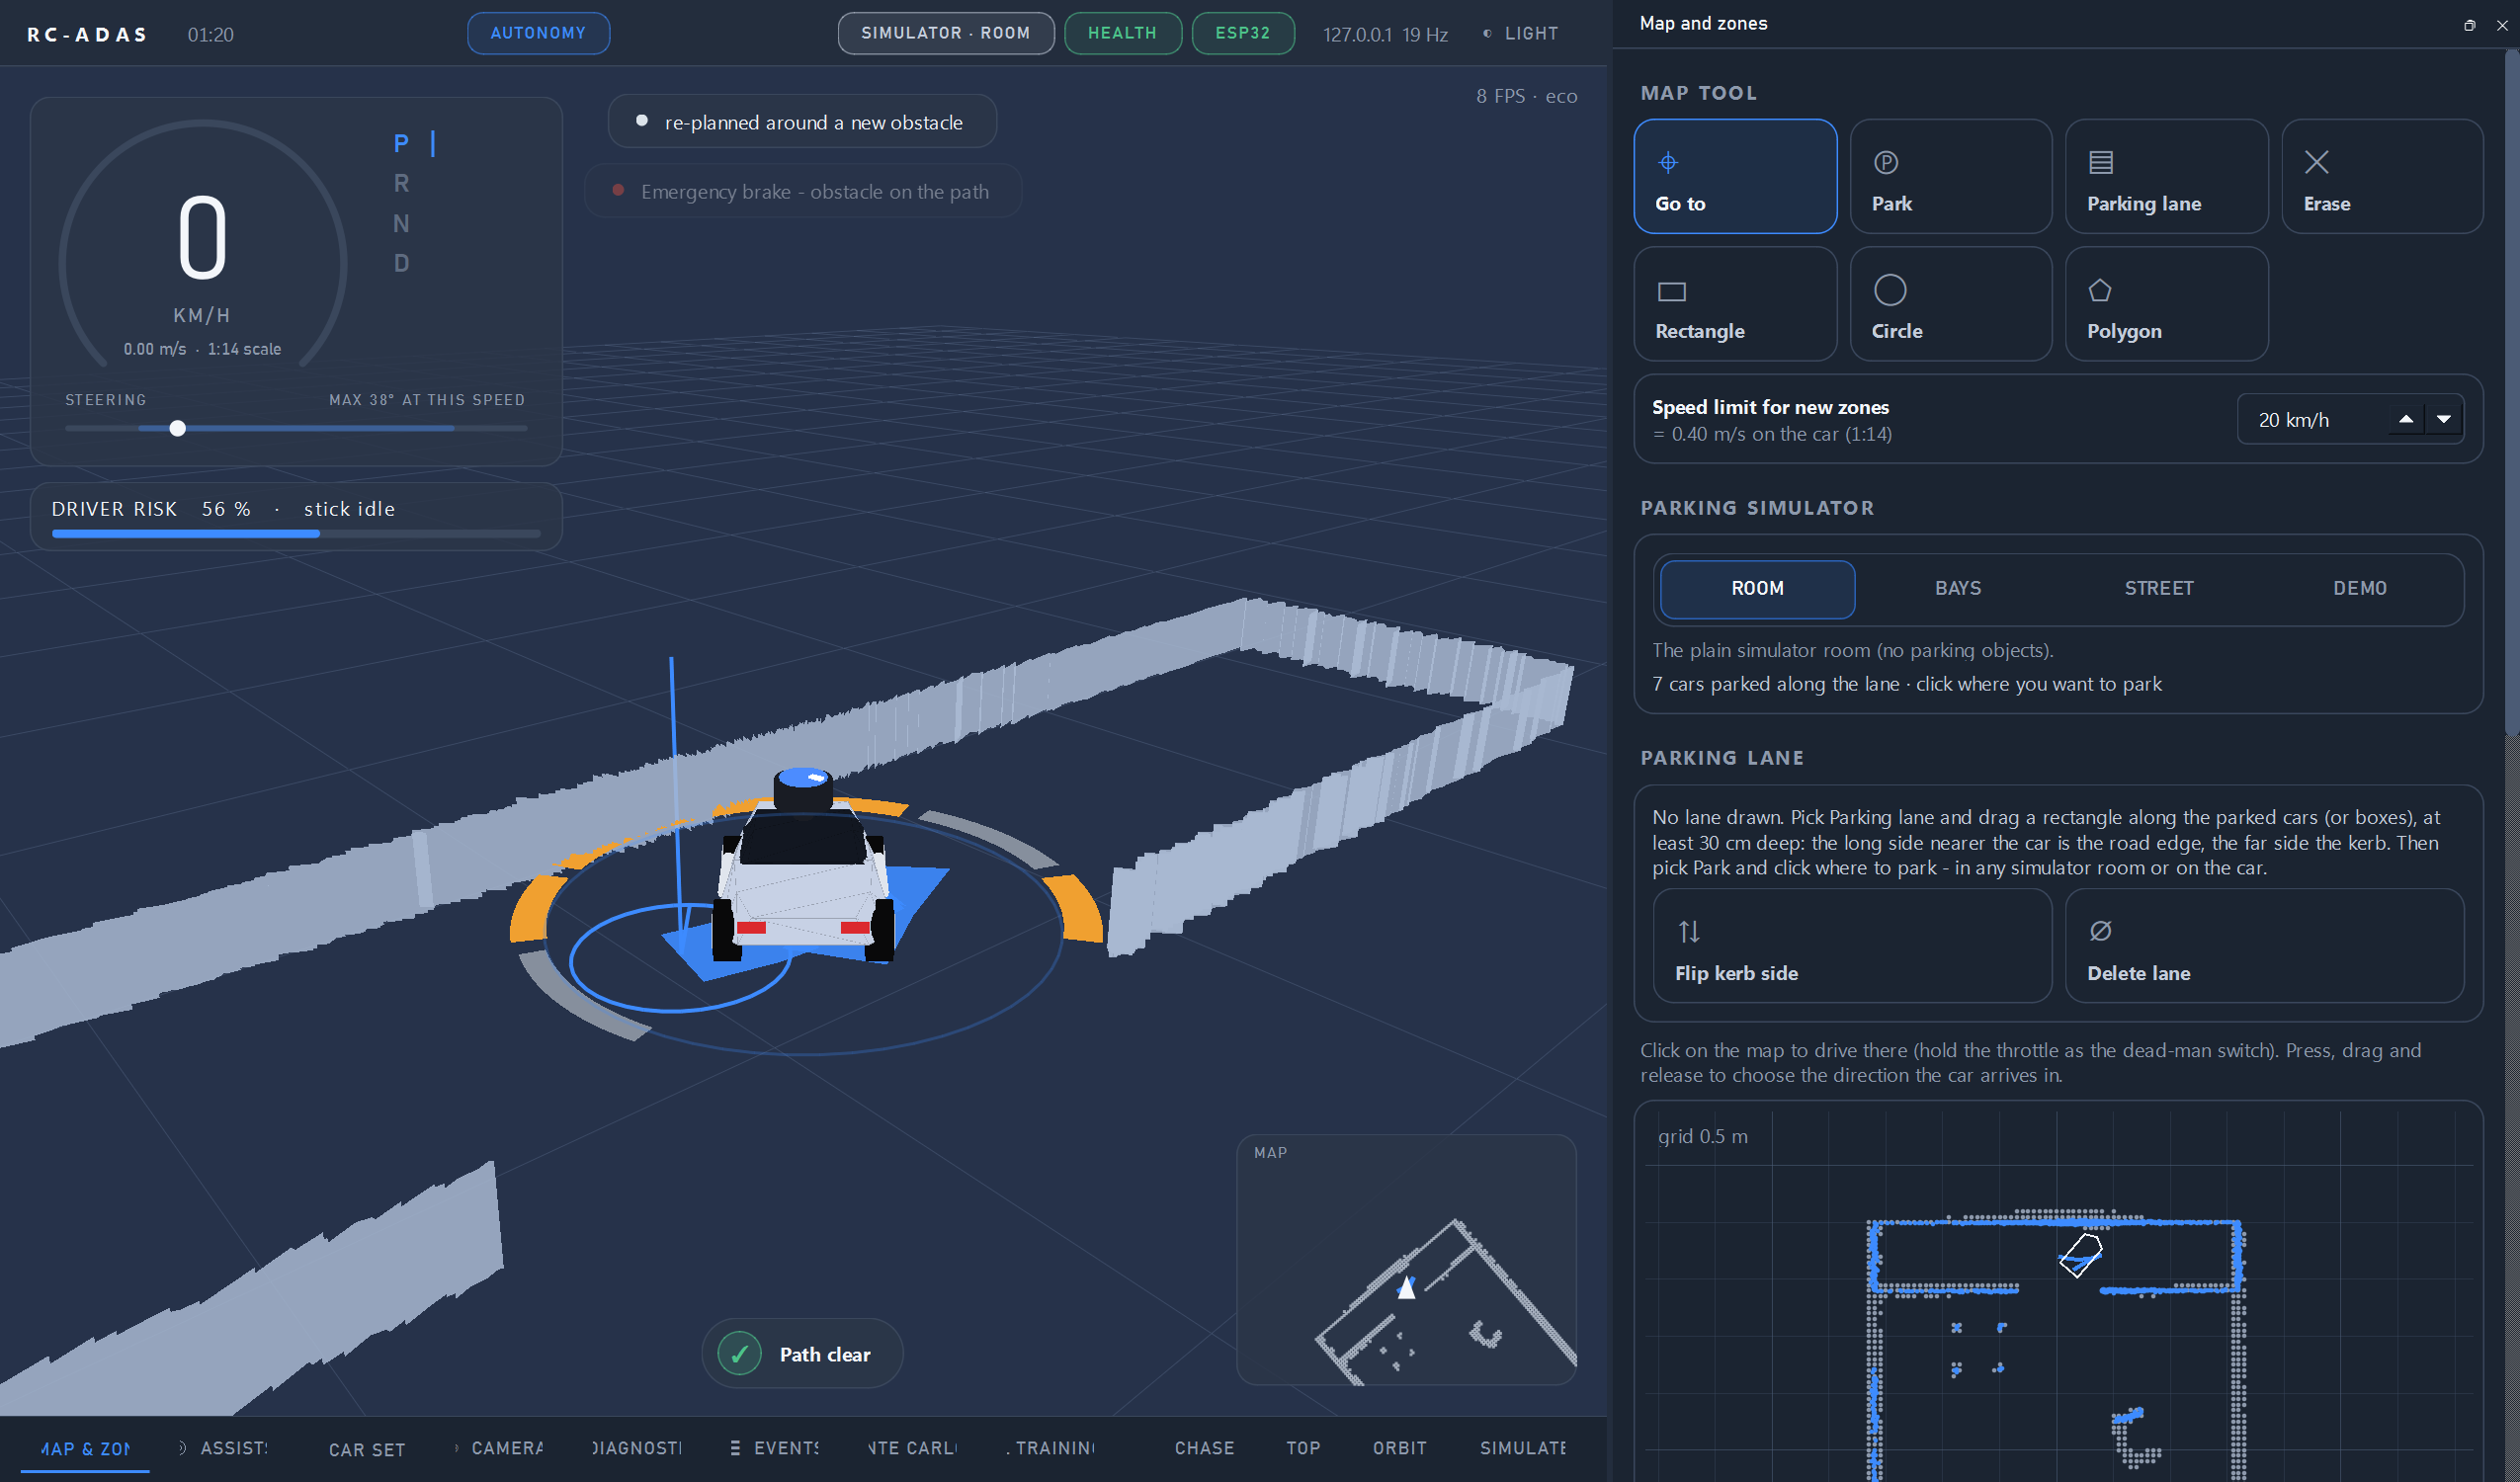 RC-ADAS
01:20
AUTONOMY
SIMULATOR · ROOM
HEALTH
ESP32
127.0.0.1 19 Hz
LIGHT
8 FPS · eco
re-planned around a new obstacle
Emergency brake - obstacle on the path
0
KM/H
0.00 m/s · 1:14 scale
P
R
N
D
STEERING
MAX 38° AT THIS SPEED
DRIVER RISK 56 % · stick idle
MAP
Path clear
MAP & ZON
ASSIST
CAR SET
CAMERA
DIAGNOSTI
EVENTS
NTE CARL
. TRAINING
CHASE
TOP
ORBIT
SIMULATE
Map and zones
MAP TOOL
Go to
Park
Parking lane
Erase
Rectangle
Circle
Polygon
Speed limit for new zones
= 0.40 m/s on the car (1:14)
20 km/h
PARKING SIMULATOR
ROOM
BAYS
STREET
DEMO
The plain simulator room (no parking objects).
7 cars parked along the lane · click where you want to park
PARKING LANE
No lane drawn. Pick Parking lane and drag a rectangle along the parked cars (or boxes), at
least 30 cm deep: the long side nearer the car is the road edge, the far side the kerb. Then
pick Park and click where to park - in any simulator room or on the car.
Flip kerb side
Delete lane
Click on the map to drive there (hold the throttle as the dead-man switch). Press, drag and
release to choose the direction the car arrives in.
grid 0.5 m